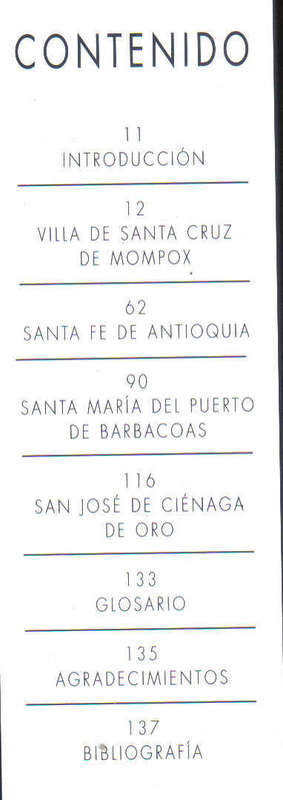 CONTENIDO
11
INTRODUCCIÓN
12
VILLA DE SANTA CRUZ
DE MOMPOX
62
SANTA FE DE ANTIOQUIA
90
SANTA MARÍA DEL PUERTO
DE BARBACOAS
116
SAN JOSÉ DE CIÉNAGA
DE ORO
133
GLOSARIO
135
AGRADECIMIENTOS
137
BIBLIOGRAFÍA